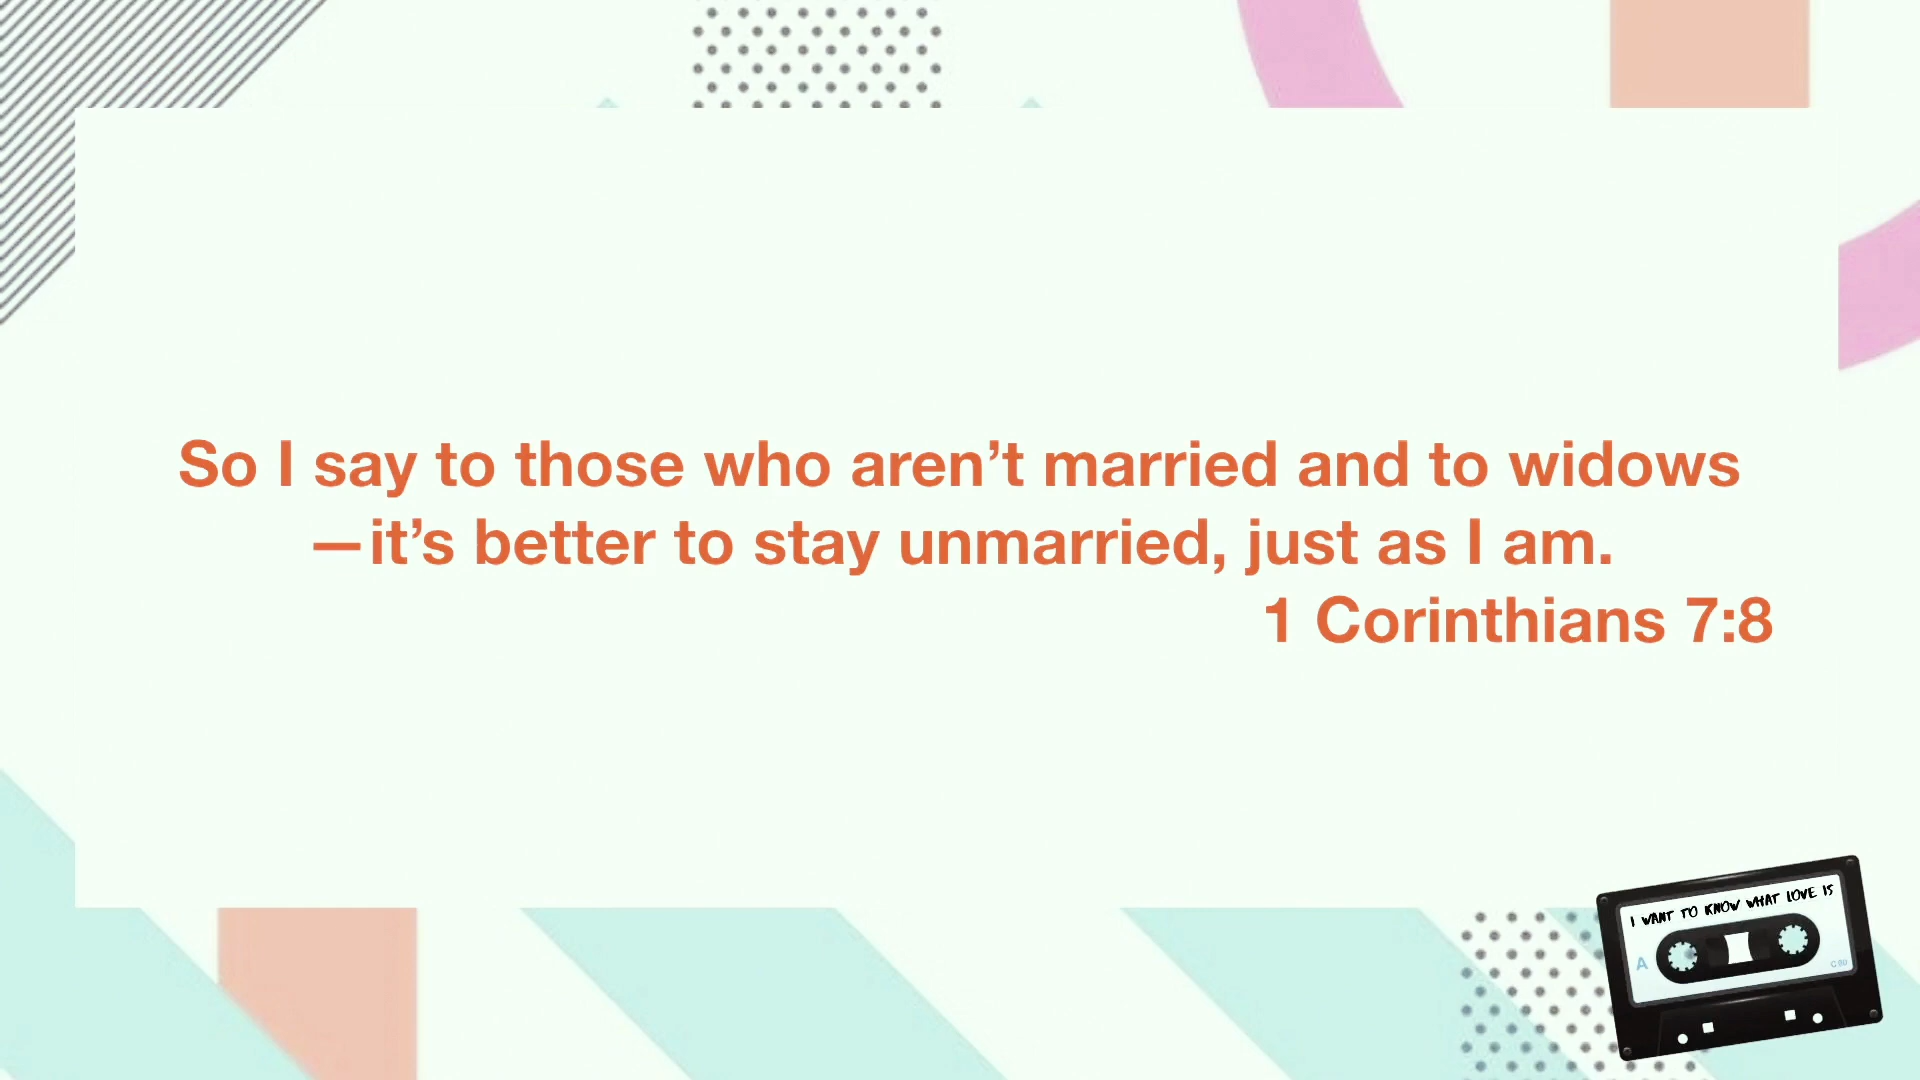 So I say to those who aren’t married and to widows
—it’s better to stay unmarried, just as I am.
1 Corinthians 7:8
I WANT TO KNOW WHAT LOVE IS
A
C 60